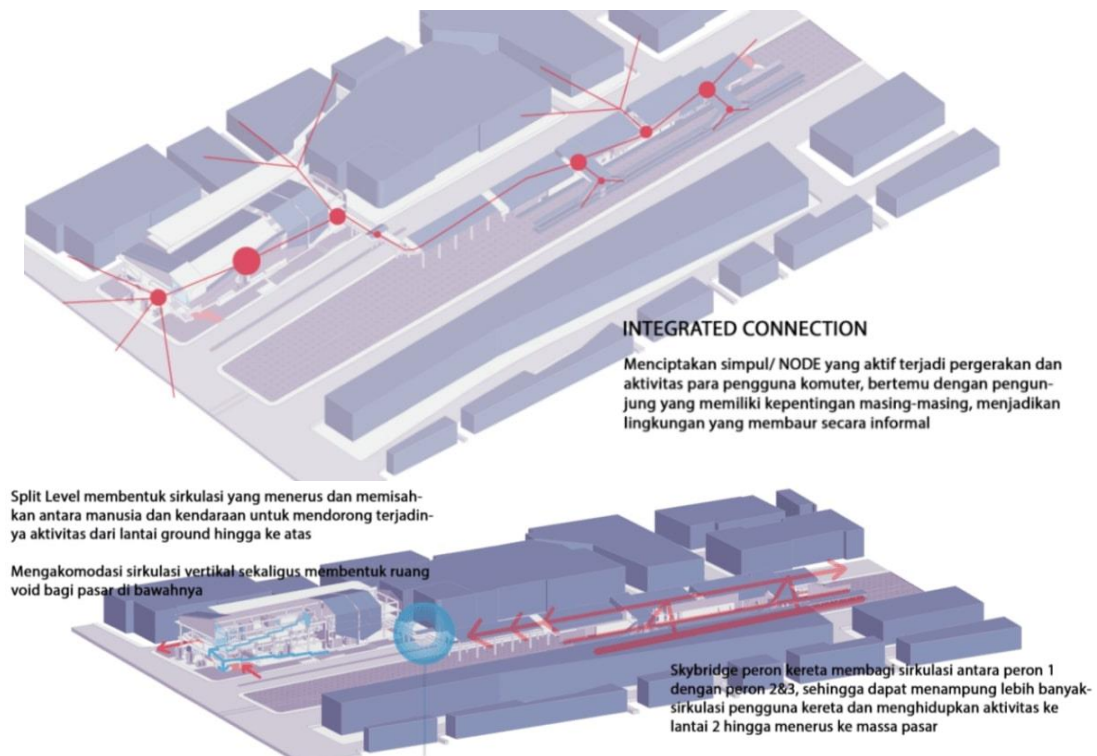 INTEGRATED CONNECTION
Menciptakan simpul/ NODE yang aktif terjadi pergerakan dan
aktivitas para pengguna komuter, bertemu dengan pengun-
jung yang memiliki kepentingan masing-masing, menjadikan
lingkungan yang membaur secara informal
Split Level membentuk sirkulasi yang menerus dan memisah-
kan antara manusia dan kendaraan untuk mendorong terjadin-
ya aktivitas dari lantai ground hingga ke atas
Mengakomodasi sirkulasi vertikal sekaligus membentuk ruang
void bagi pasar di bawahnya
Skybridge peron kereta membagi sirkulasi antara peron 1
dengan peron 2&3, sehingga dapat menampung lebih banyak-
sirkulasi pengguna kereta dan menghidupkan aktivitas ke
lantai 2 hingga menerus ke massa pasar